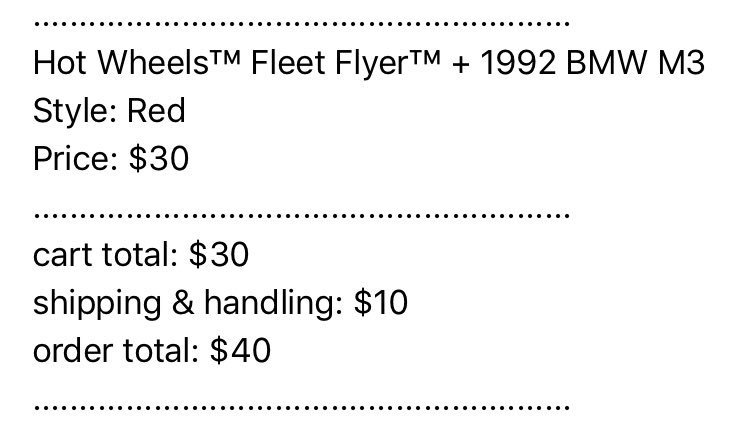 ......................................................
Hot Wheels™ Fleet Flyer™ + 1992 BMW M3
Style: Red
Price: $30
......................................................
cart total: $30
shipping & handling: $10
order total: $40
......................................................